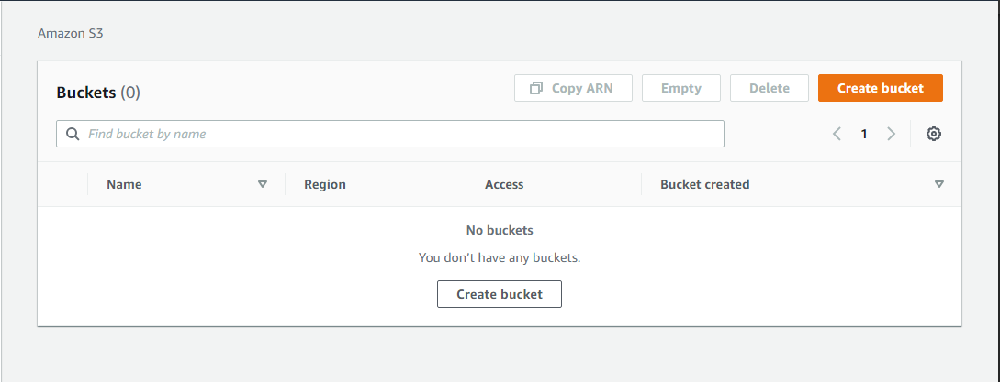 Amazon S3
Buckets (0)
Copy ARN Empty Delete Create bucket
Find bucket by name
1
Name Region Access Bucket created
No buckets
You don't have any buckets.
Create bucket